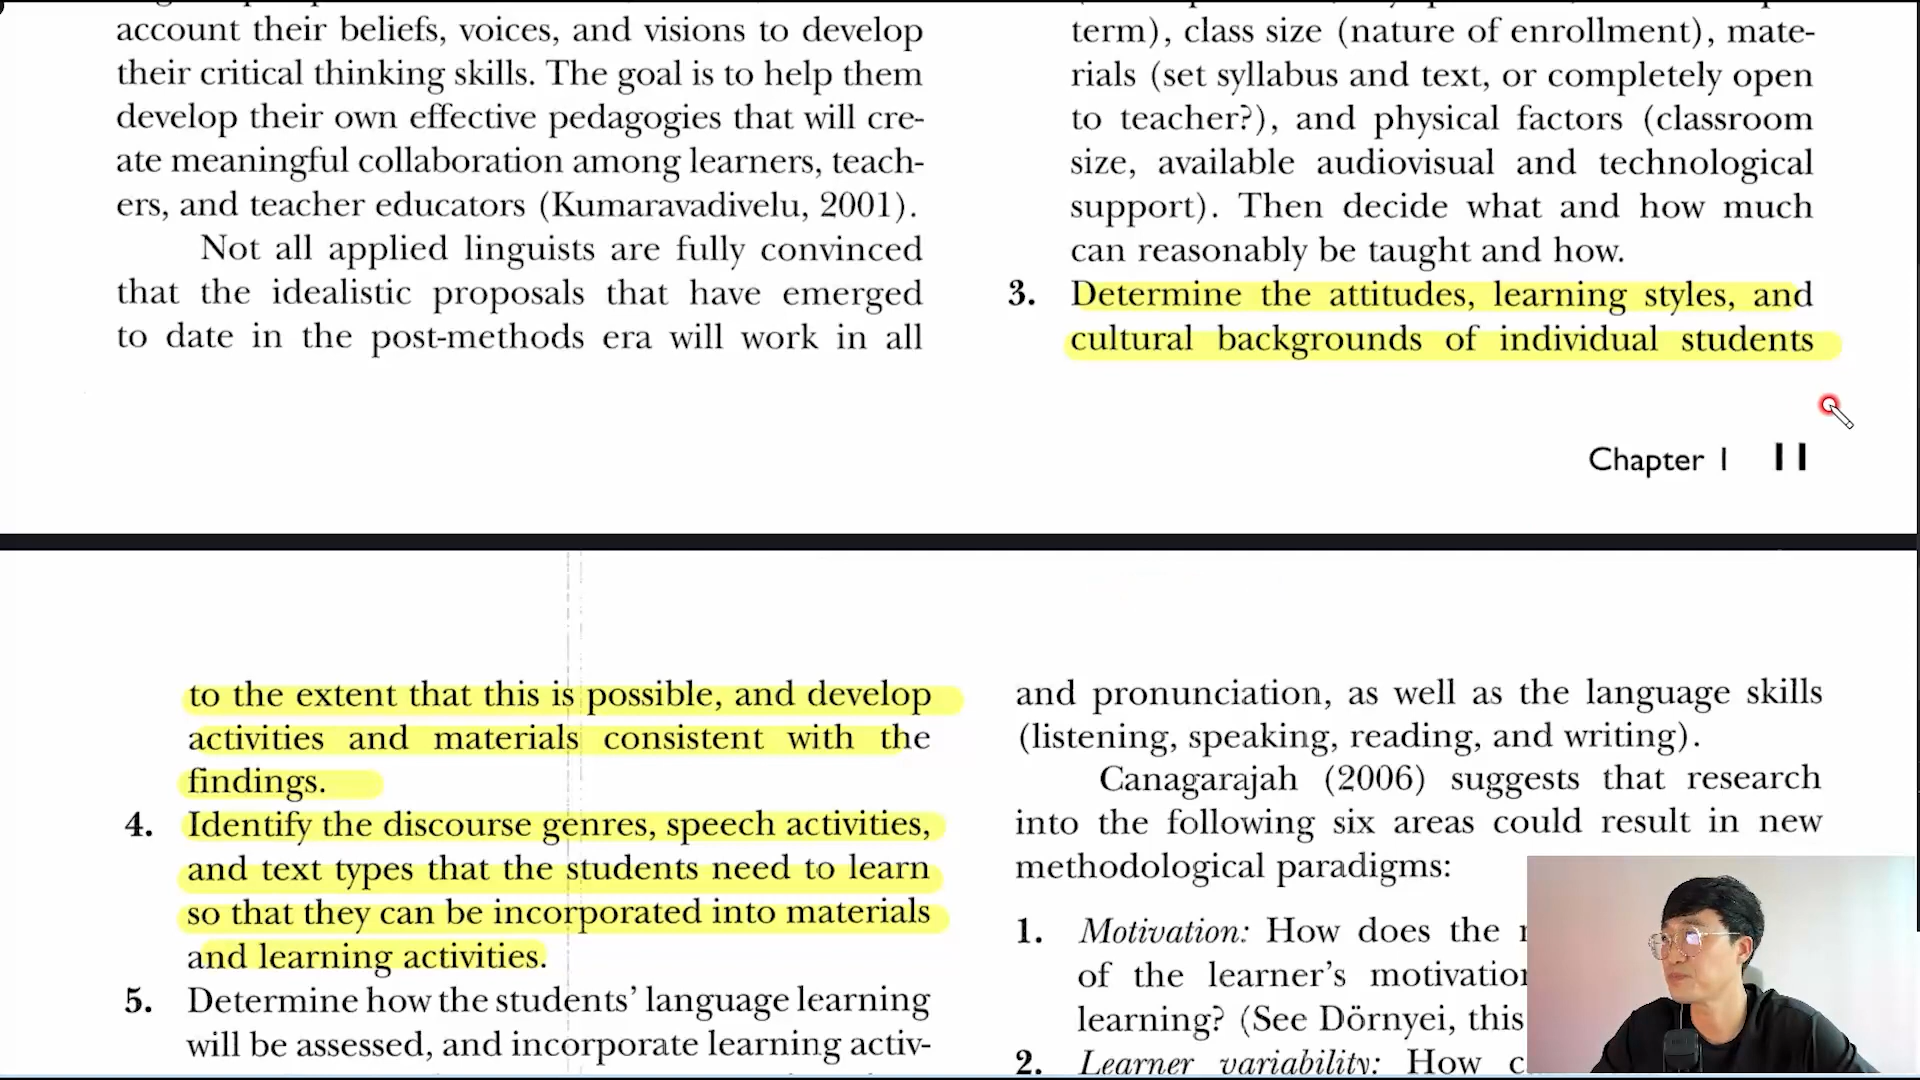 account their beliefs, voices, and visions to develop
their critical thinking skills. The goal is to help them
develop their own effective pedagogies that will cre-
ate meaningful collaboration among learners, teach-
ers, and teacher educators (Kumaravadivelu, 2001).
Not all applied linguists are fully convinced
that the idealistic proposals that have emerged
to date in the post-methods era will work in all
term), class size (nature of enrollment), mate-
rials (set syllabus and text, or completely open
to teacher?), and physical factors (classroom
size, available audiovisual and technological
support). Then decide what and how much
can reasonably be taught and how.
3. Determine the attitudes, learning styles, and
cultural backgrounds of individual students
Chapter 1 11
to the extent that this is possible, and develop
activities and materials consistent with the
findings.
4. Identify the discourse genres, speech activities,
and text types that the students need to learn
so that they can be incorporated into materials
and learning activities.
5. Determine how the students' language learning
will be assessed, and incorporate learning activ-
and pronunciation, as well as the language skills
(listening, speaking, reading, and writing).
Canagarajah (2006) suggests that research
into the following six areas could result in new
methodological paradigms:
1. Motivation: How does the
of the learner's motivation
learning? (See Dörnyei, this
2. Learner variability: How